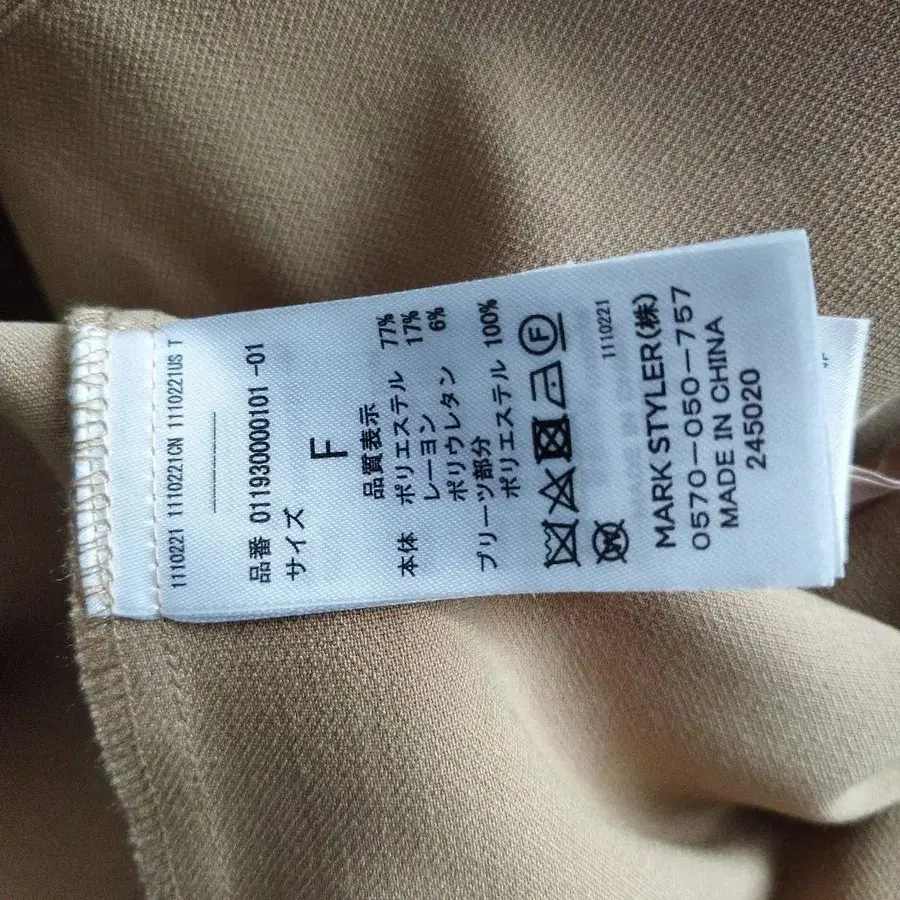 1110221 1110221CN 1110221US T
品番 011930000101 -01
サイズ
F
品質表示
本体 ポリエステル 77%
レーヨン 17%
ポリウレタン 6%
プリーツ部分
ポリエステル 100%
F
W
1110221
MARK STYLER(株)
0570-050-757
MADE IN CHINA
245020